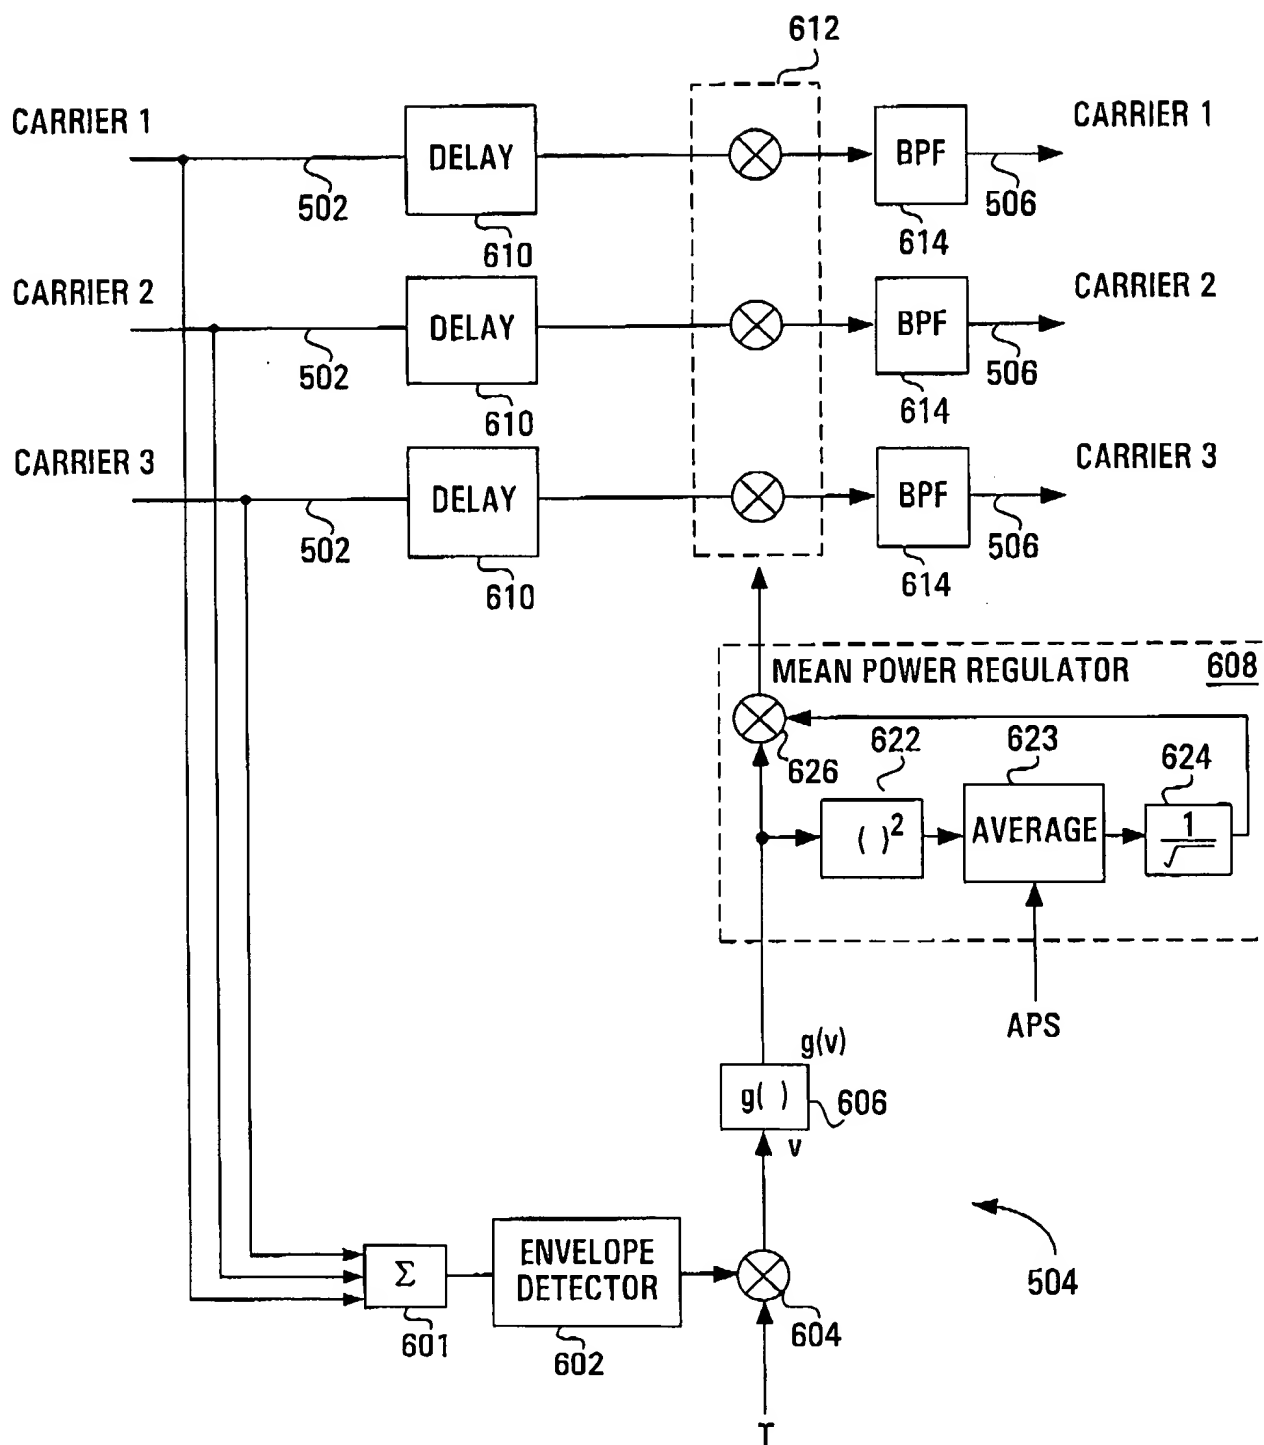 612
CARRIER 1
DELAY
BPF
CARRIER 1
502
610
614
506
CARRIER 2
DELAY
BPF
CARRIER 2
502
610
614
506
CARRIER 3
DELAY
BPF
CARRIER 3
502
610
614
506
MEAN POWER REGULATOR
608
626
622
623
624
( )²
AVERAGE
1
√
APS
g(v)
g( )
606
v
504
Σ
601
ENVELOPE
DETECTOR
602
604
T